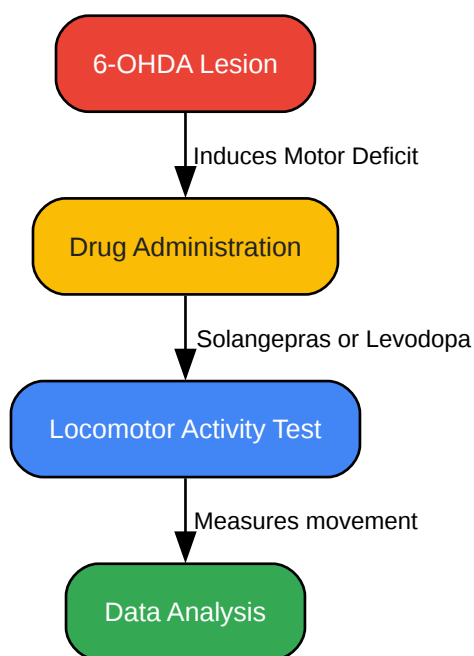 6-OHDA Lesion
Induces Motor Deficit
Drug Administration
Solangepras or Levodopa
Locomotor Activity Test
Measures movement
Data Analysis